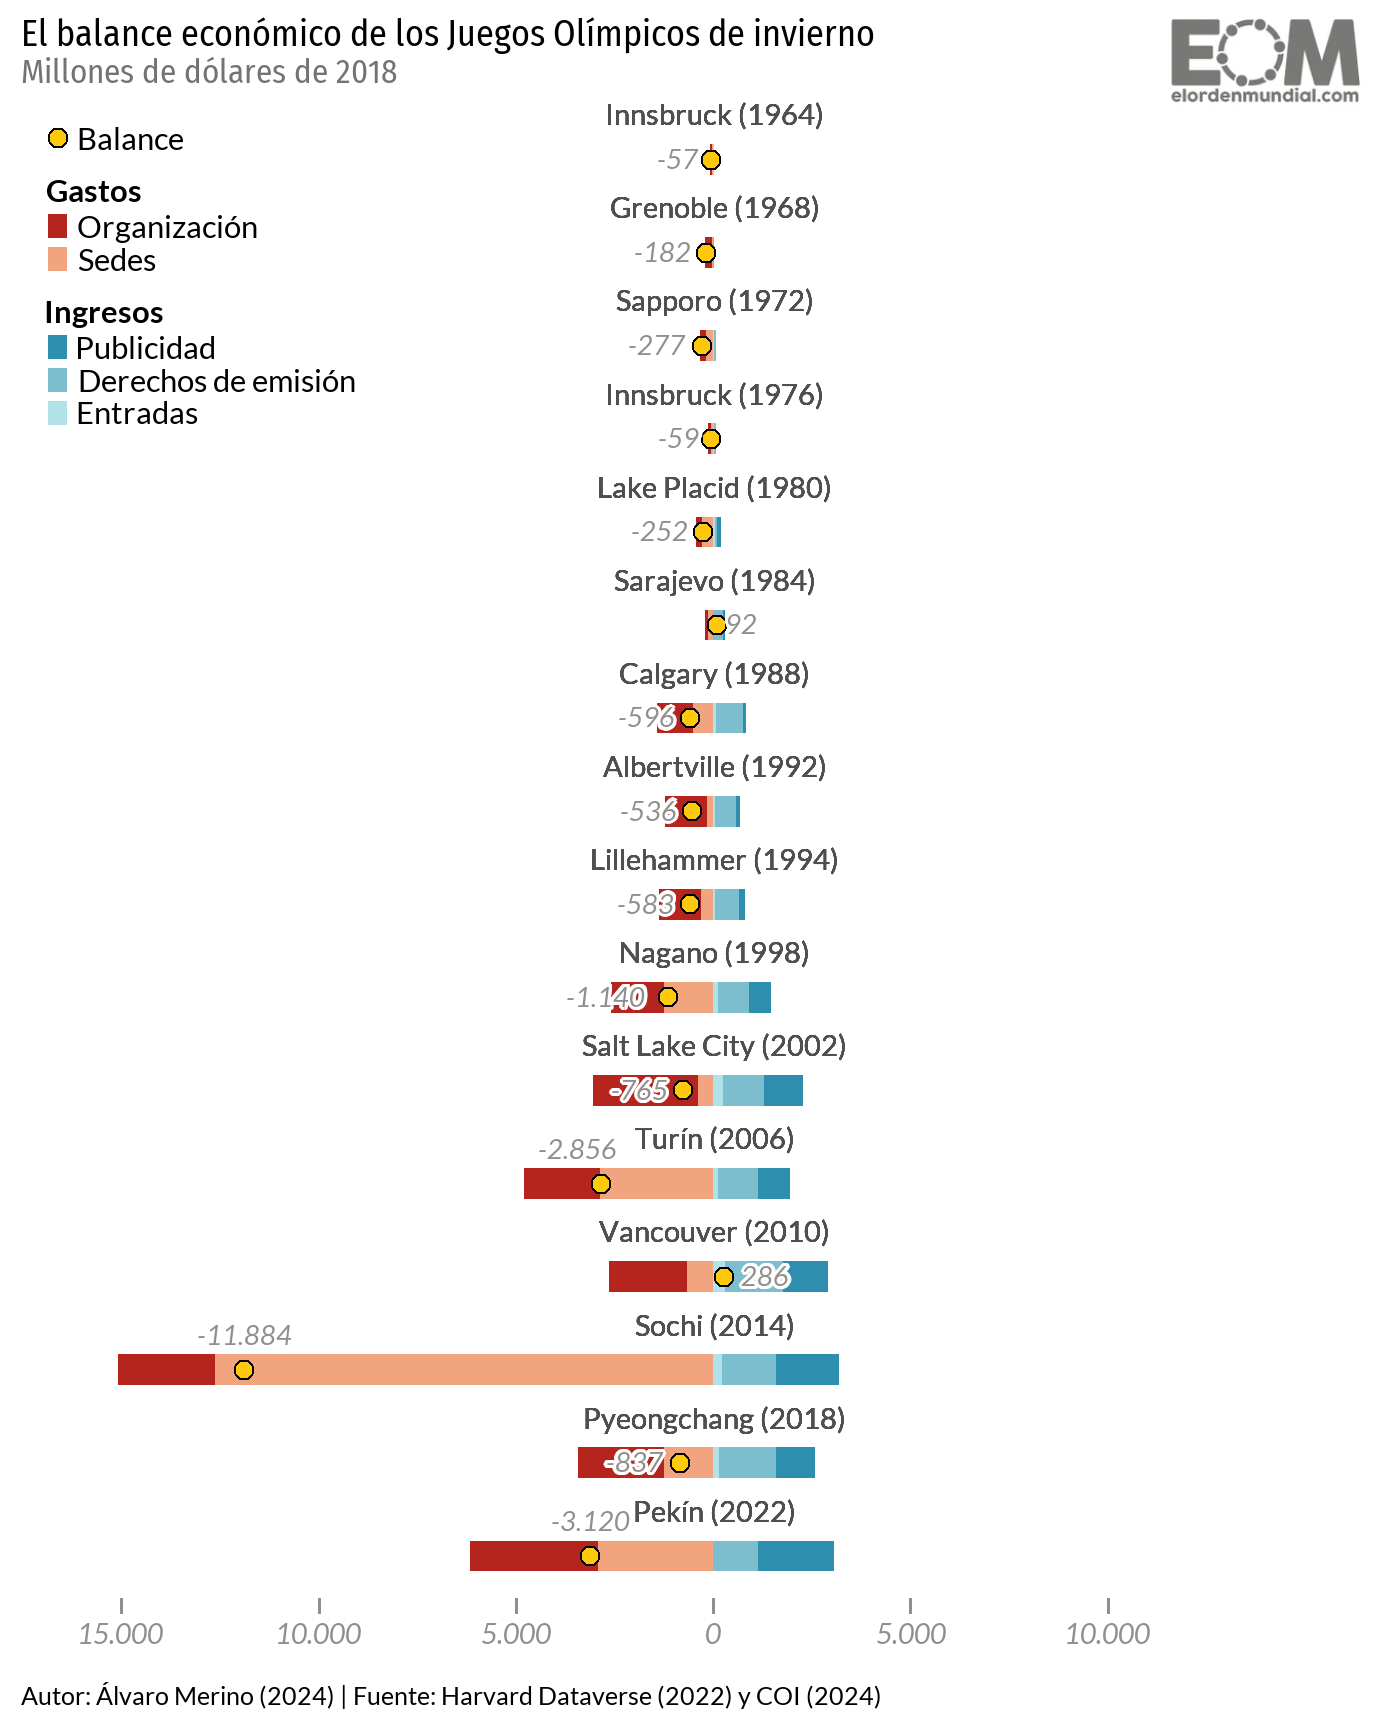 El balance económico de los Juegos Olímpicos de invierno
Millones de dólares de 2018
EOM
elordenmundial.com
Balance
Gastos
Organización
Sedes
Ingresos
Publicidad
Derechos de emisión
Entradas
Innsbruck (1964)
-57
Grenoble (1968)
-182
Sapporo (1972)
-277
Innsbruck (1976)
-59
Lake Placid (1980)
-252
Sarajevo (1984)
92
Calgary (1988)
-596
Albertville (1992)
-536
Lillehammer (1994)
-583
Nagano (1998)
-1.140
Salt Lake City (2002)
-765
Turín (2006)
-2.856
Vancouver (2010)
286
Sochi (2014)
-11.884
Pyeongchang (2018)
-837
Pekín (2022)
-3.120
15.000 10.000 5.000 0 5.000 10.000
Autor: Álvaro Merino (2024) | Fuente: Harvard Dataverse (2022) y COI (2024)